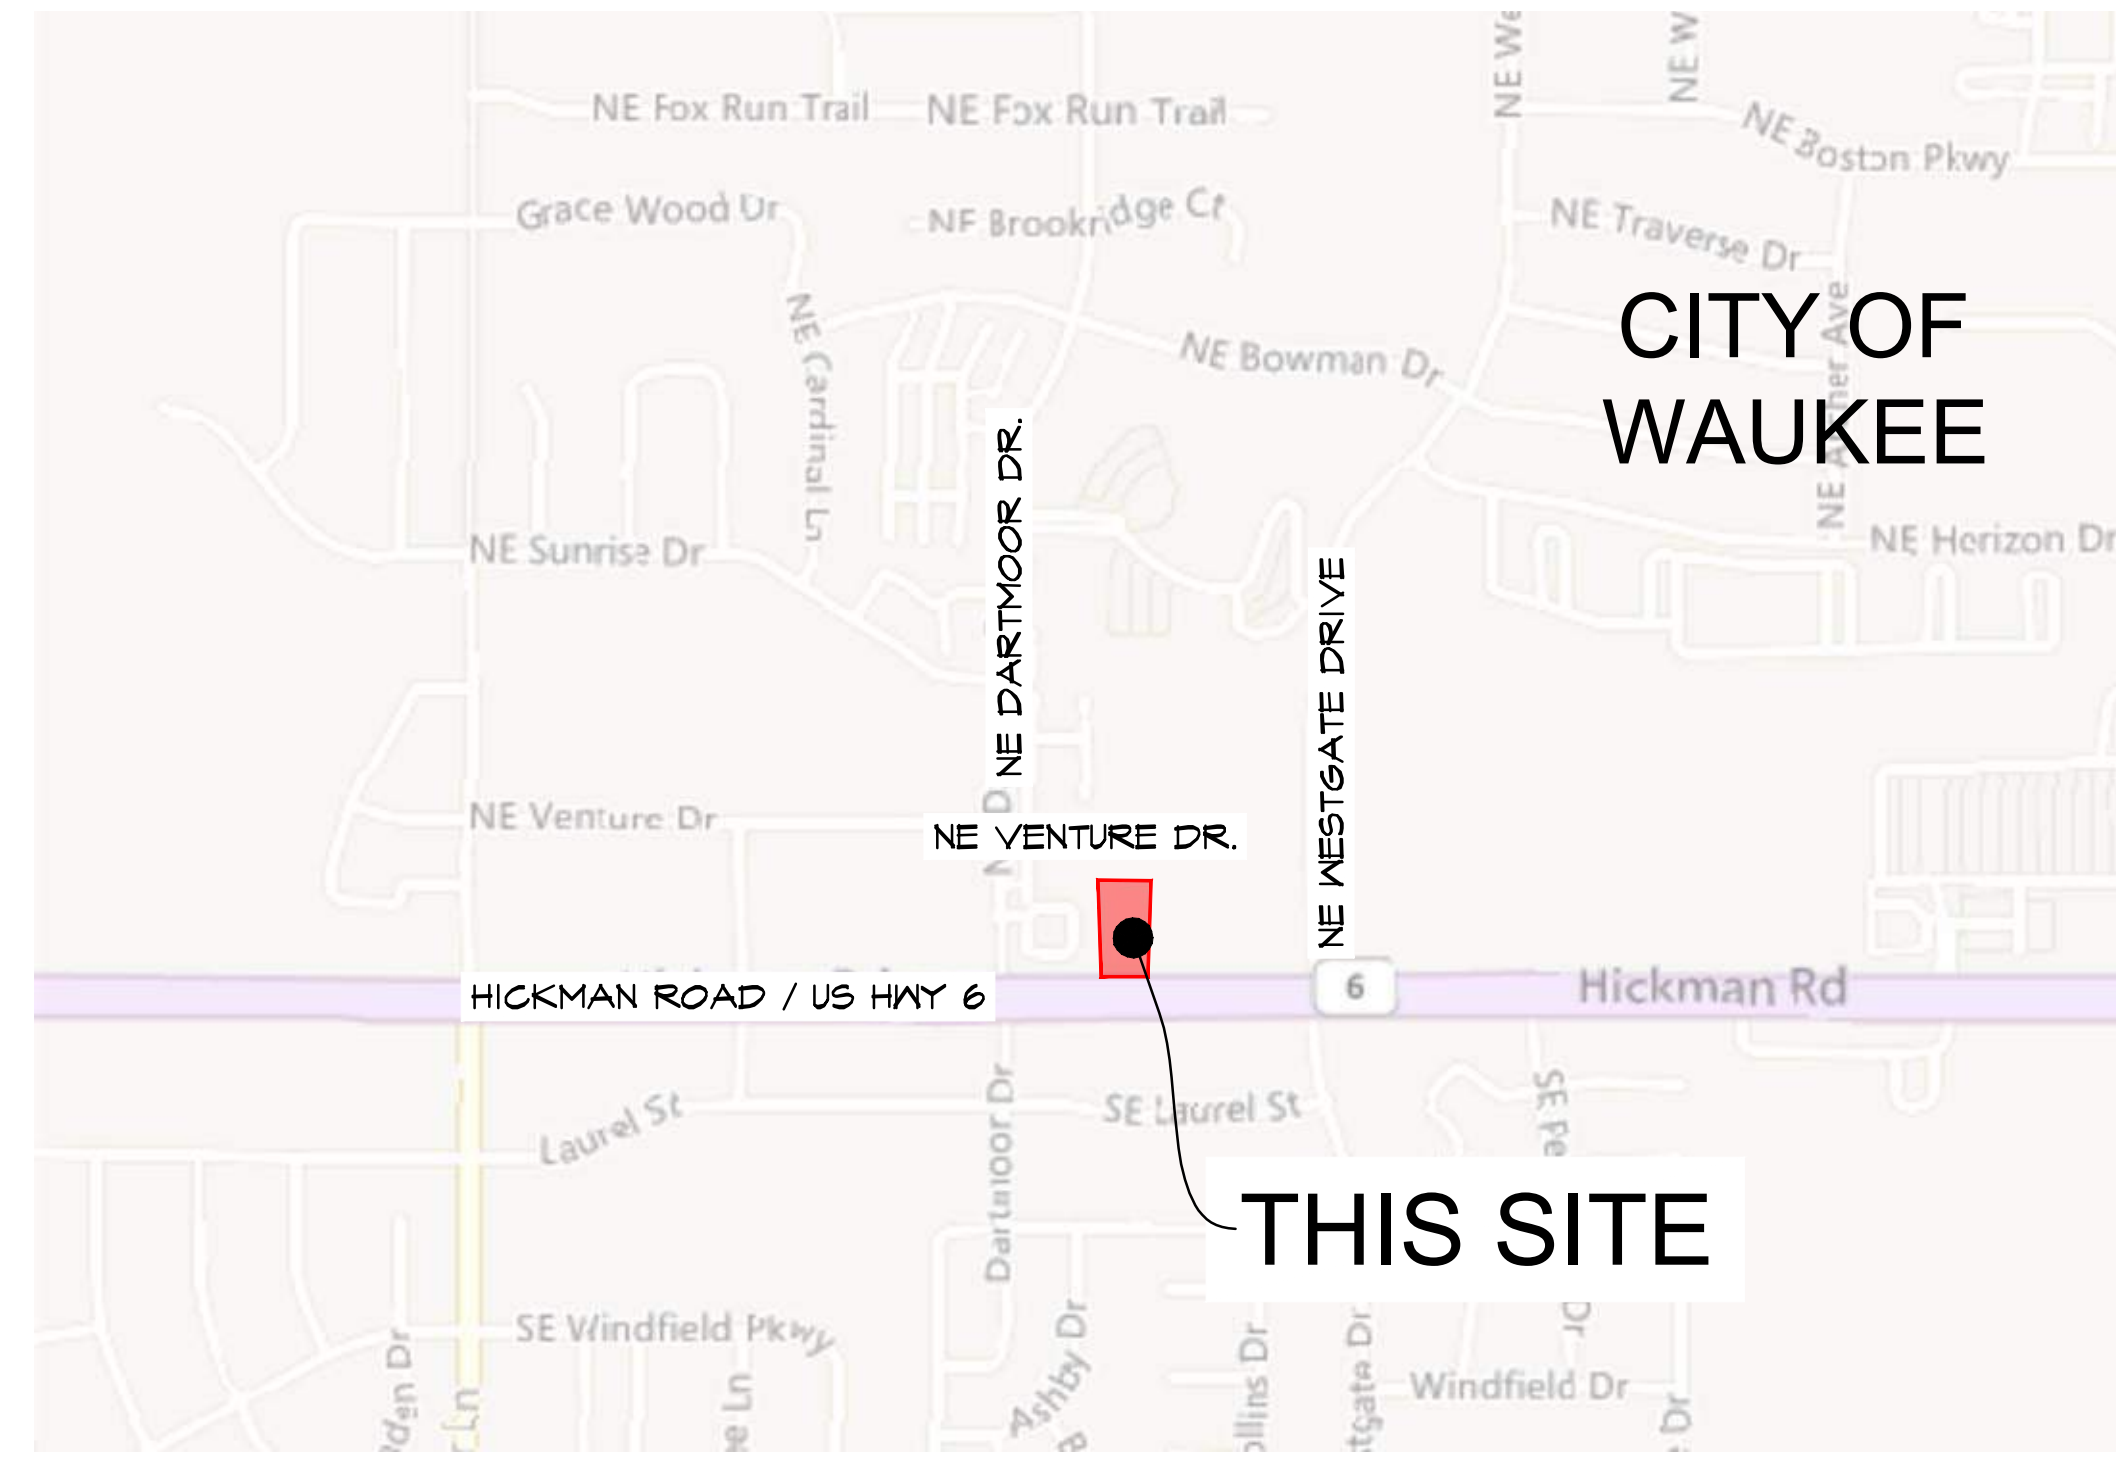 NE Fox Run Trail
NE Fox Run Trail
NE Boston Pkwy
Grace Wood Dr
NE Brookridge Ct
NE Traverse Dr
CITY OF
WAUKEE
NE Cardinal Ln
NE Bowman Dr
NE DARTMOOR DR.
NE Sunrise Dr
NE Horizon Dr
NE WESTGATE DRIVE
NE Venture Dr
NE VENTURE DR.
HICKMAN ROAD / US HWY 6
6
Hickman Rd
Laurel St
Dartmoor Dr
SE Laurel St
THIS SITE
SE Windfield Pkwy
Ashby Dr
Windfield Dr